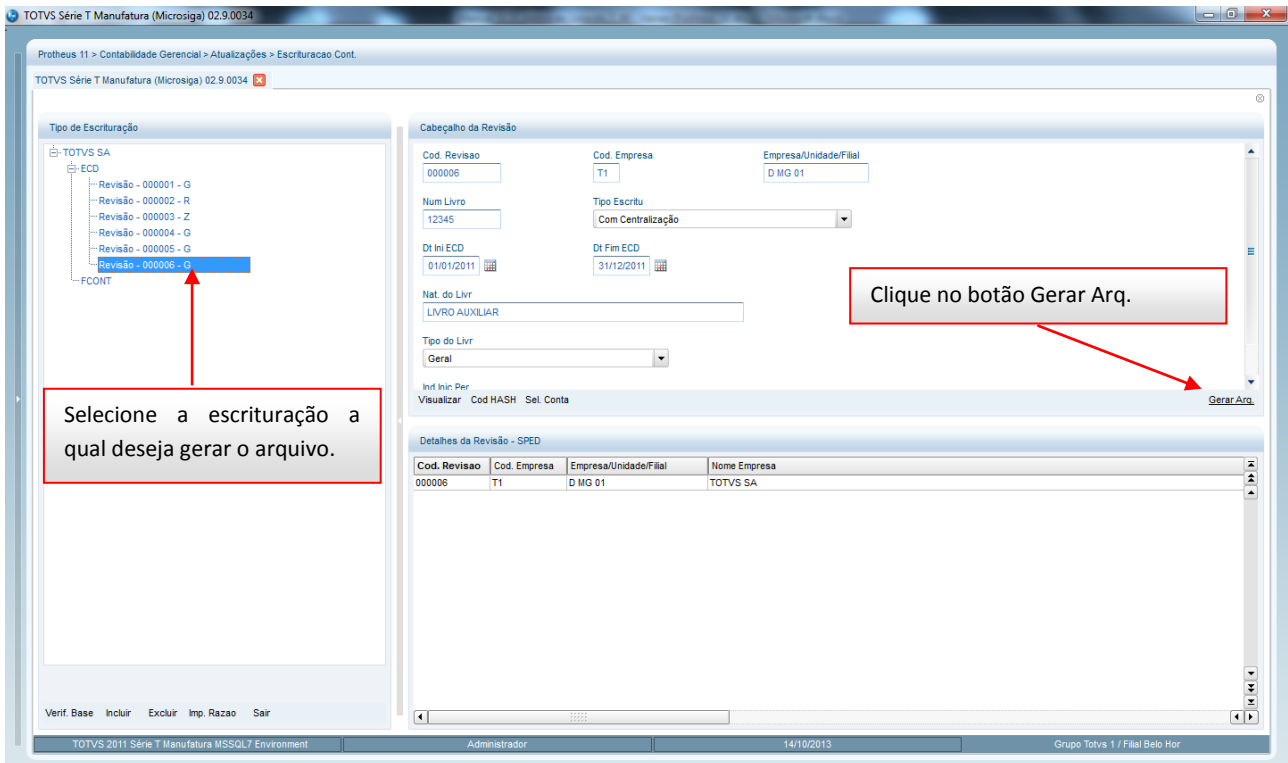 TOTVS Série T Manufatura (Microsiga) 02.9.0034
Protheus 11 > Contabilidade Gerencial > Atualizações > Escrituracao Cont.
TOTVS Série T Manufatura (Microsiga) 02.9.0034
Tipo de Escrituração
TOTVS SA
ECD
Revisão - 000001 - G
Revisão - 000002 - R
Revisão - 000003 - Z
Revisão - 000004 - G
Revisão - 000005 - G
Revisão - 000006 - G
FCONT
Selecione a escrituração a
qual deseja gerar o arquivo.
Verif. Base Incluir Excluir Imp. Razao Sair
Cabeçalho da Revisão
Cod. Revisao Cod. Empresa Empresa/Unidade/Filial
000006 T1 D MG 01
Num Livro Tipo Escritu
12345 Com Centralização
Dt Ini ECD Dt Fim ECD
01/01/2011 31/12/2011
Nat. do Livr
LIVRO AUXILIAR
Tipo do Livr
Geral
Ind Inic Per
Clique no botão Gerar Arq.
Visualizar Cod HASH Sel. Conta Gerar Arq.
Detalhes da Revisão - SPED
Cod. Revisao Cod. Empresa Empresa/Unidade/Filial Nome Empresa
000006 T1 D MG 01 TOTVS SA
TOTVS 2011 Série T Manufatura MSSQL7 Environment Administrador 14/10/2013 Grupo Totvs 1 / Filial Belo Hor